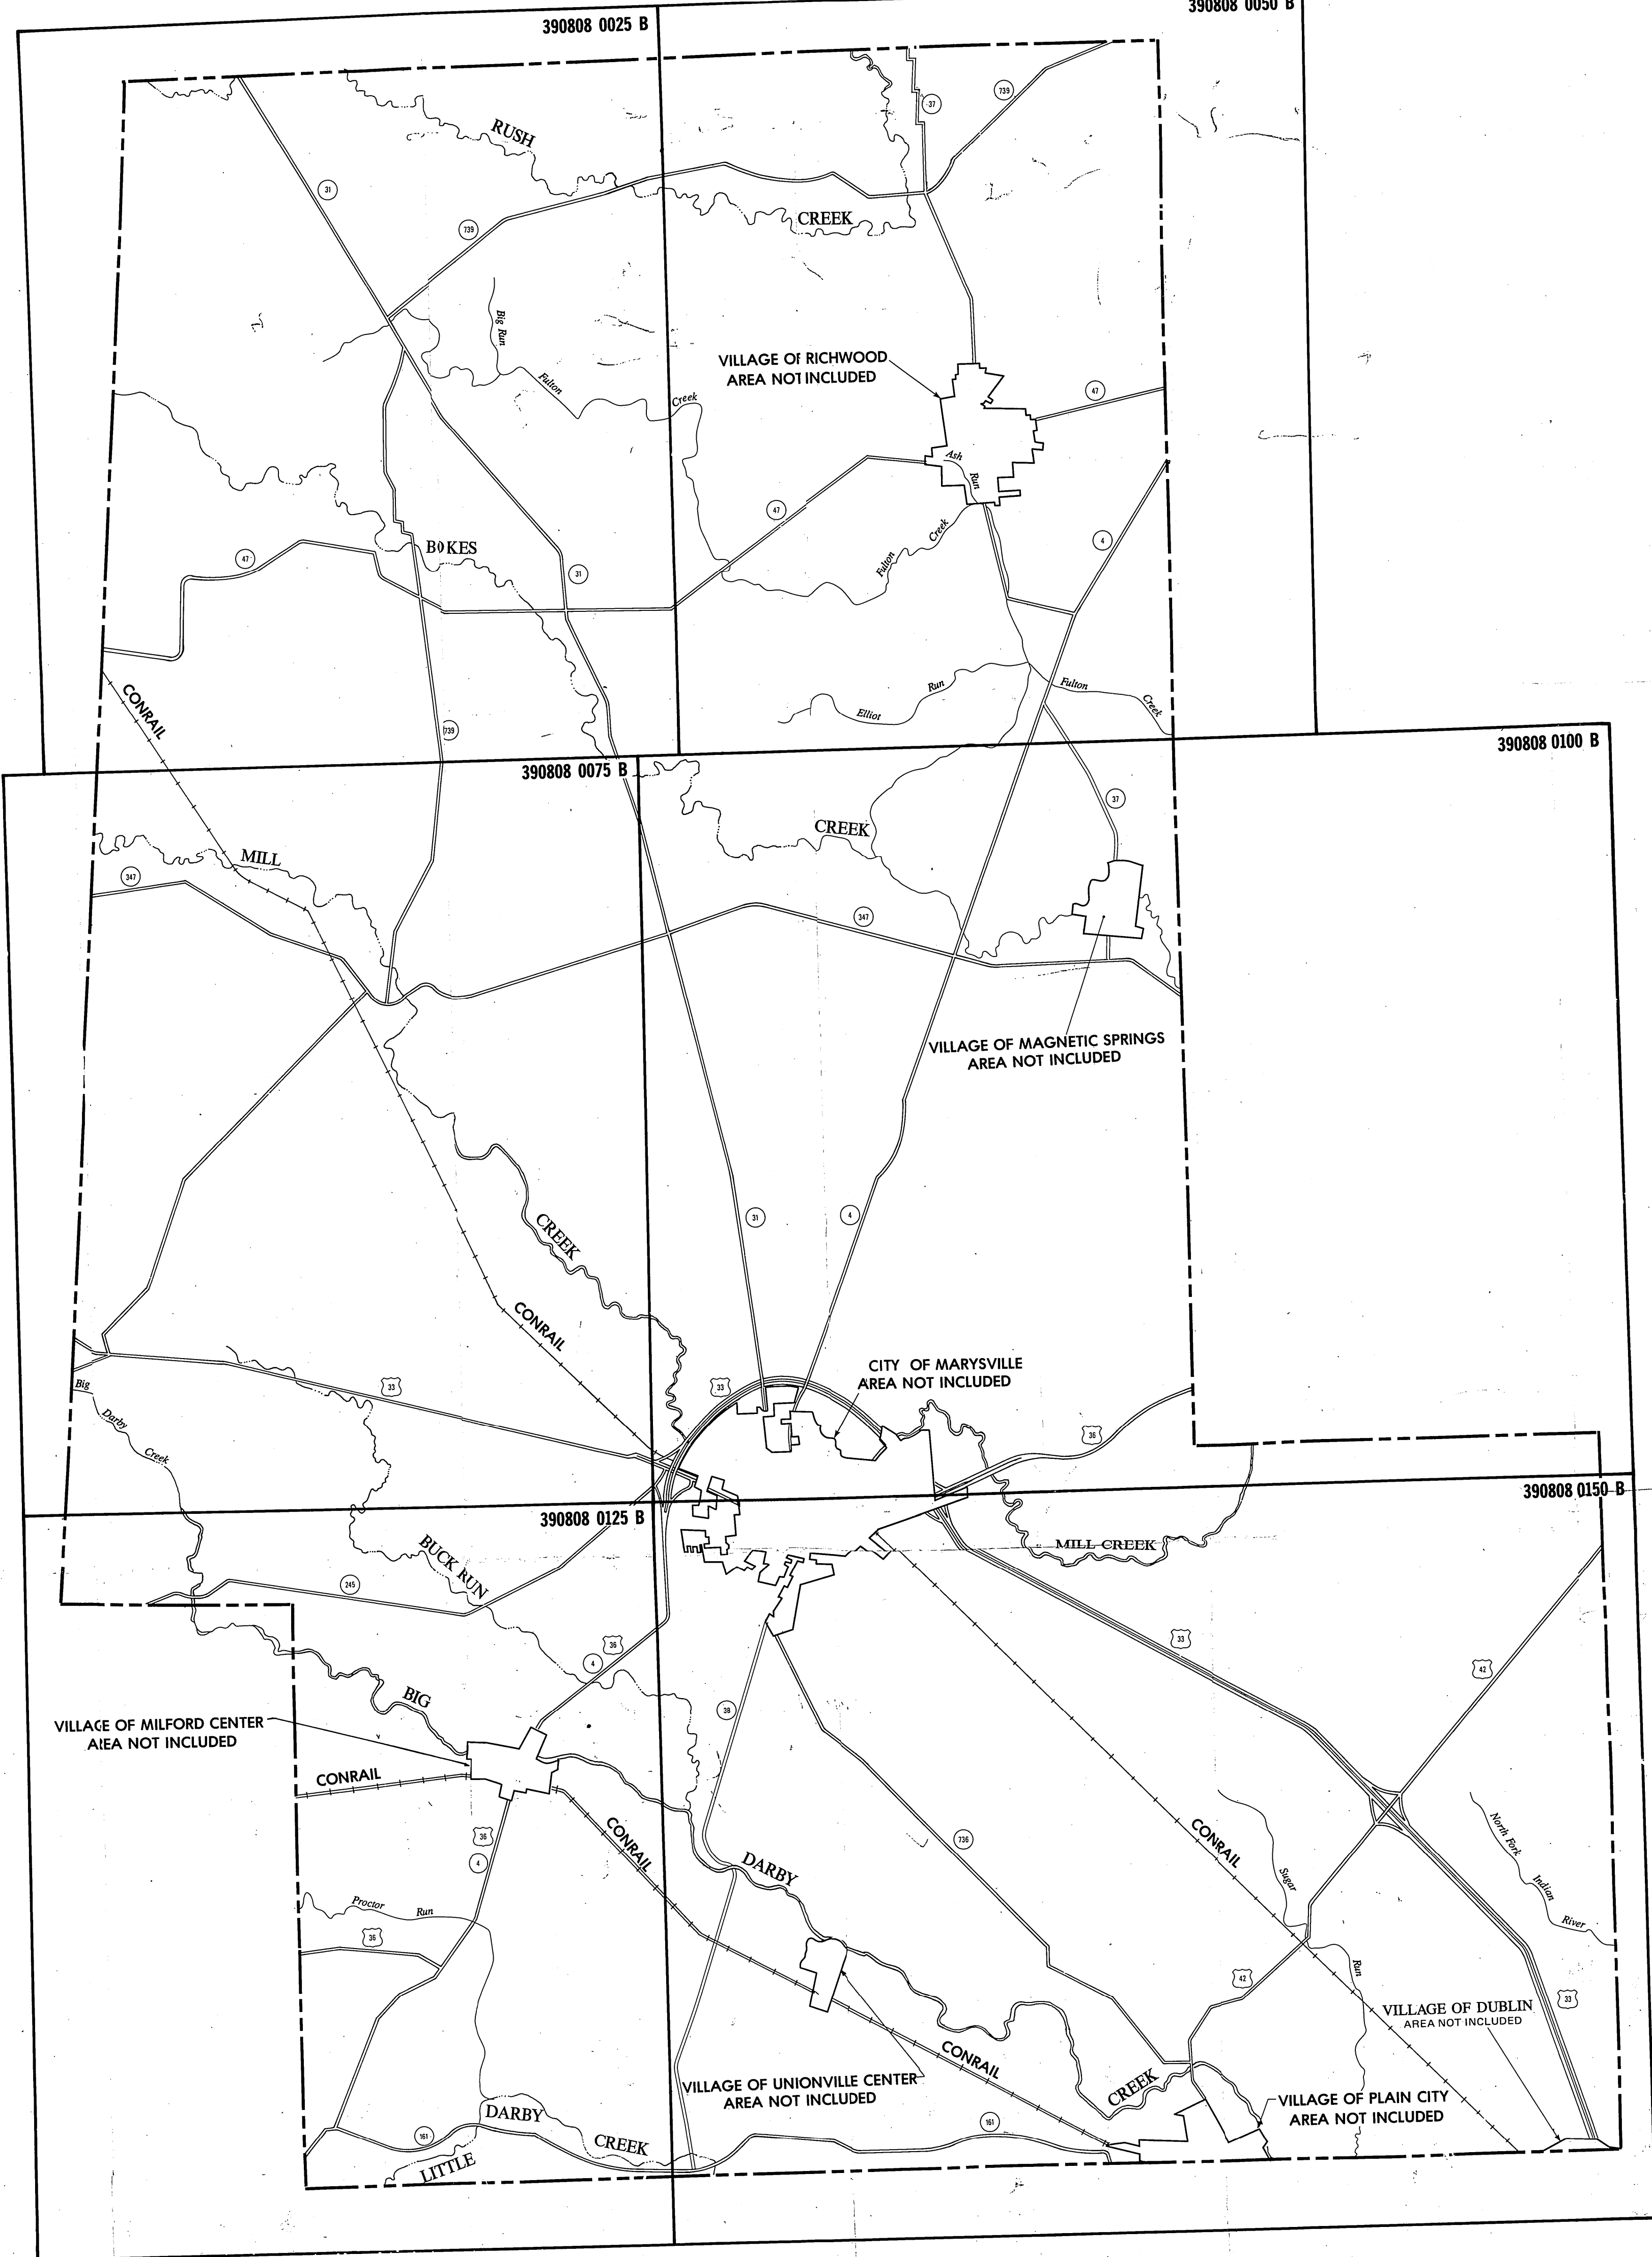 390808 0025 B
390808 0050 B
37
739
RUSH
31
CREEK
739
Big Run
VILLAGE OF RICHWOOD
AREA NOT INCLUDED
Fulton
Creek
47
Ash
Run
47
Creek
4
BOKES
Fulton
47
31
Run
Fulton
Elliot
Creek
CONRAIL
739
390808 0100 B
390808 0075 B
37
CREEK
MILL
347
347
VILLAGE OF MAGNETIC SPRINGS
AREA NOT INCLUDED
31
4
CREEK
CONRAIL
CITY OF MARYSVILLE
AREA NOT INCLUDED
33
33
Big
Darby
Creek
36
390808 0150 B
390808 0125 B
BUCK RUN
MILL CREEK
245
36
4
33
42
BIG
38
VILLAGE OF MILFORD CENTER
AREA NOT INCLUDED
CONRAIL
36
4
CONRAIL
736
CONRAIL
North Fork
Indian
River
DARBY
Sugar
Proctor
Run
36
Run
42
33
VILLAGE OF DUBLIN
AREA NOT INCLUDED
CONRAIL
VILLAGE OF UNIONVILLE CENTER
AREA NOT INCLUDED
CREEK
VILLAGE OF PLAIN CITY
AREA NOT INCLUDED
DARBY
161
161
CREEK
LITTLE